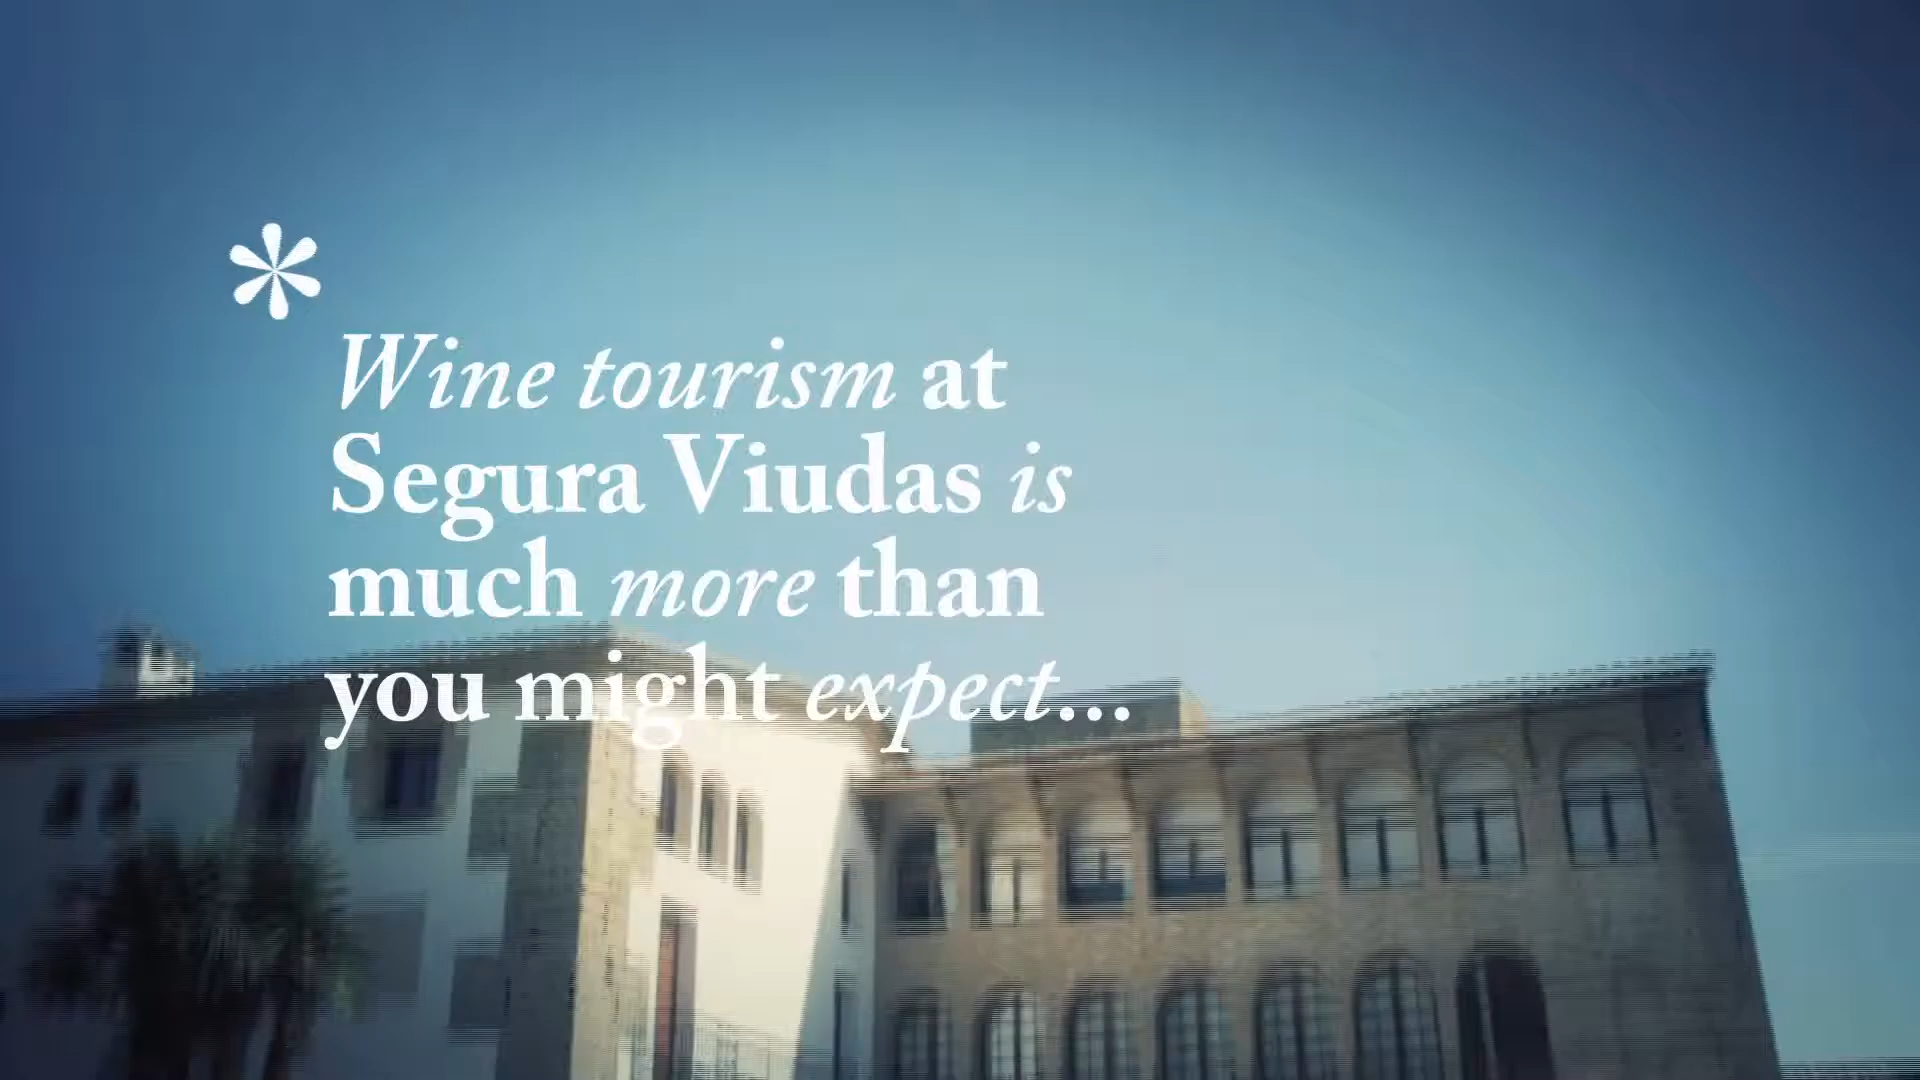 *
Wine tourism at
Segura Viudas is
much more than
you might expect...